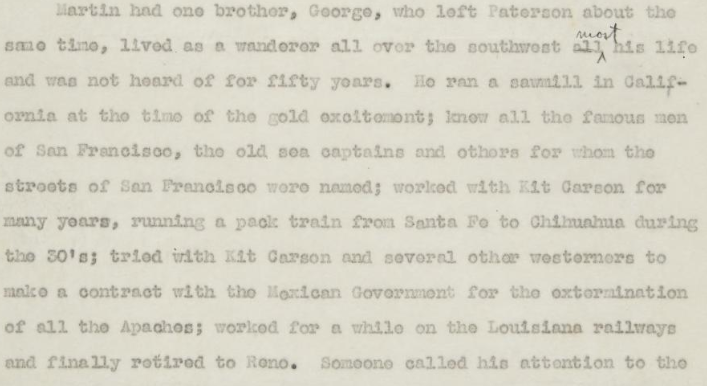 Martin had one brother, George, who left Paterson about the
most
same time, lived as a wanderer all over the southwest all his life
and was not heard of for fifty years. He ran a sawmill in Calif-
ornia at the time of the gold excitement; knew all the famous men
of San Francisco, the old sea captains and others for whom the
streets of San Francisco were named; worked with Kit Carson for
many years, running a pack train from Santa Fe to Chihuahua during
the 30's; tried with Kit Carson and several other westerners to
make a contract with the Mexican Government for the extermination
of all the Apaches; worked for a while on the Louisiana railways
and finally retired to Reno. Someone called his attention to the